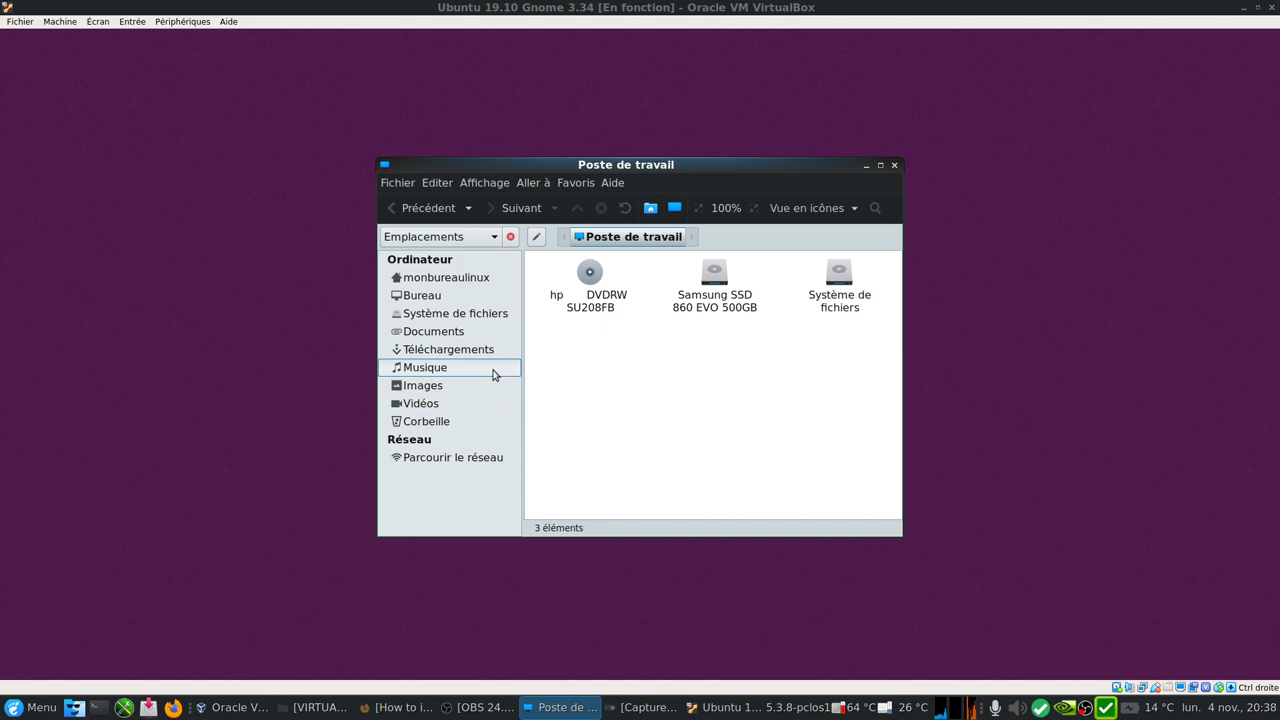 Ubuntu 19.10 Gnome 3.34 [En fonction] - Oracle VM VirtualBox
Fichier Machine Écran Entrée Périphériques Aide
Poste de travail
Fichier Editer Affichage Aller à Favoris Aide
Précédent Suivant 100% Vue en icônes
Emplacements Poste de travail
Ordinateur
monbureaulinux
Bureau
Système de fichiers
Documents
Téléchargements
Musique
Images
Vidéos
Corbeille
Réseau
Parcourir le réseau
hp DVDRW
SU208FB
Samsung SSD
860 EVO 500GB
Système de
fichiers
3 éléments
Ctrl droite
Menu Oracle V... [VIRTUA... [How to i... [OBS 24.... Poste de ... [Capture... Ubuntu 1... 5.3.8-pclos1 64 °C 26 °C 14 °C lun. 4 nov., 20:38